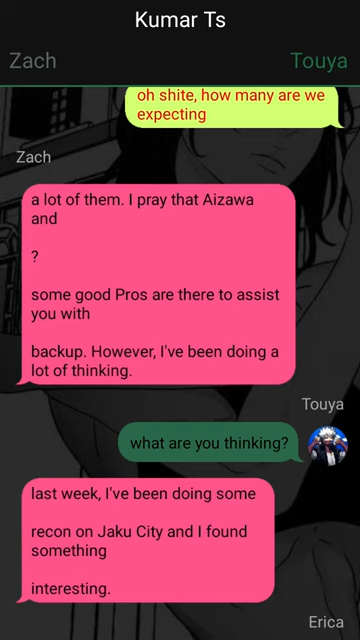 Kumar Ts
Zach
Touya
oh shite, how many are we
expecting
Zach
a lot of them. I pray that Aizawa
and
?
some good Pros are there to assist
you with
backup. However, I've been doing a
lot of thinking.
Touya
what are you thinking?
last week, I've been doing some
recon on Jaku City and I found
something
interesting.
Erica